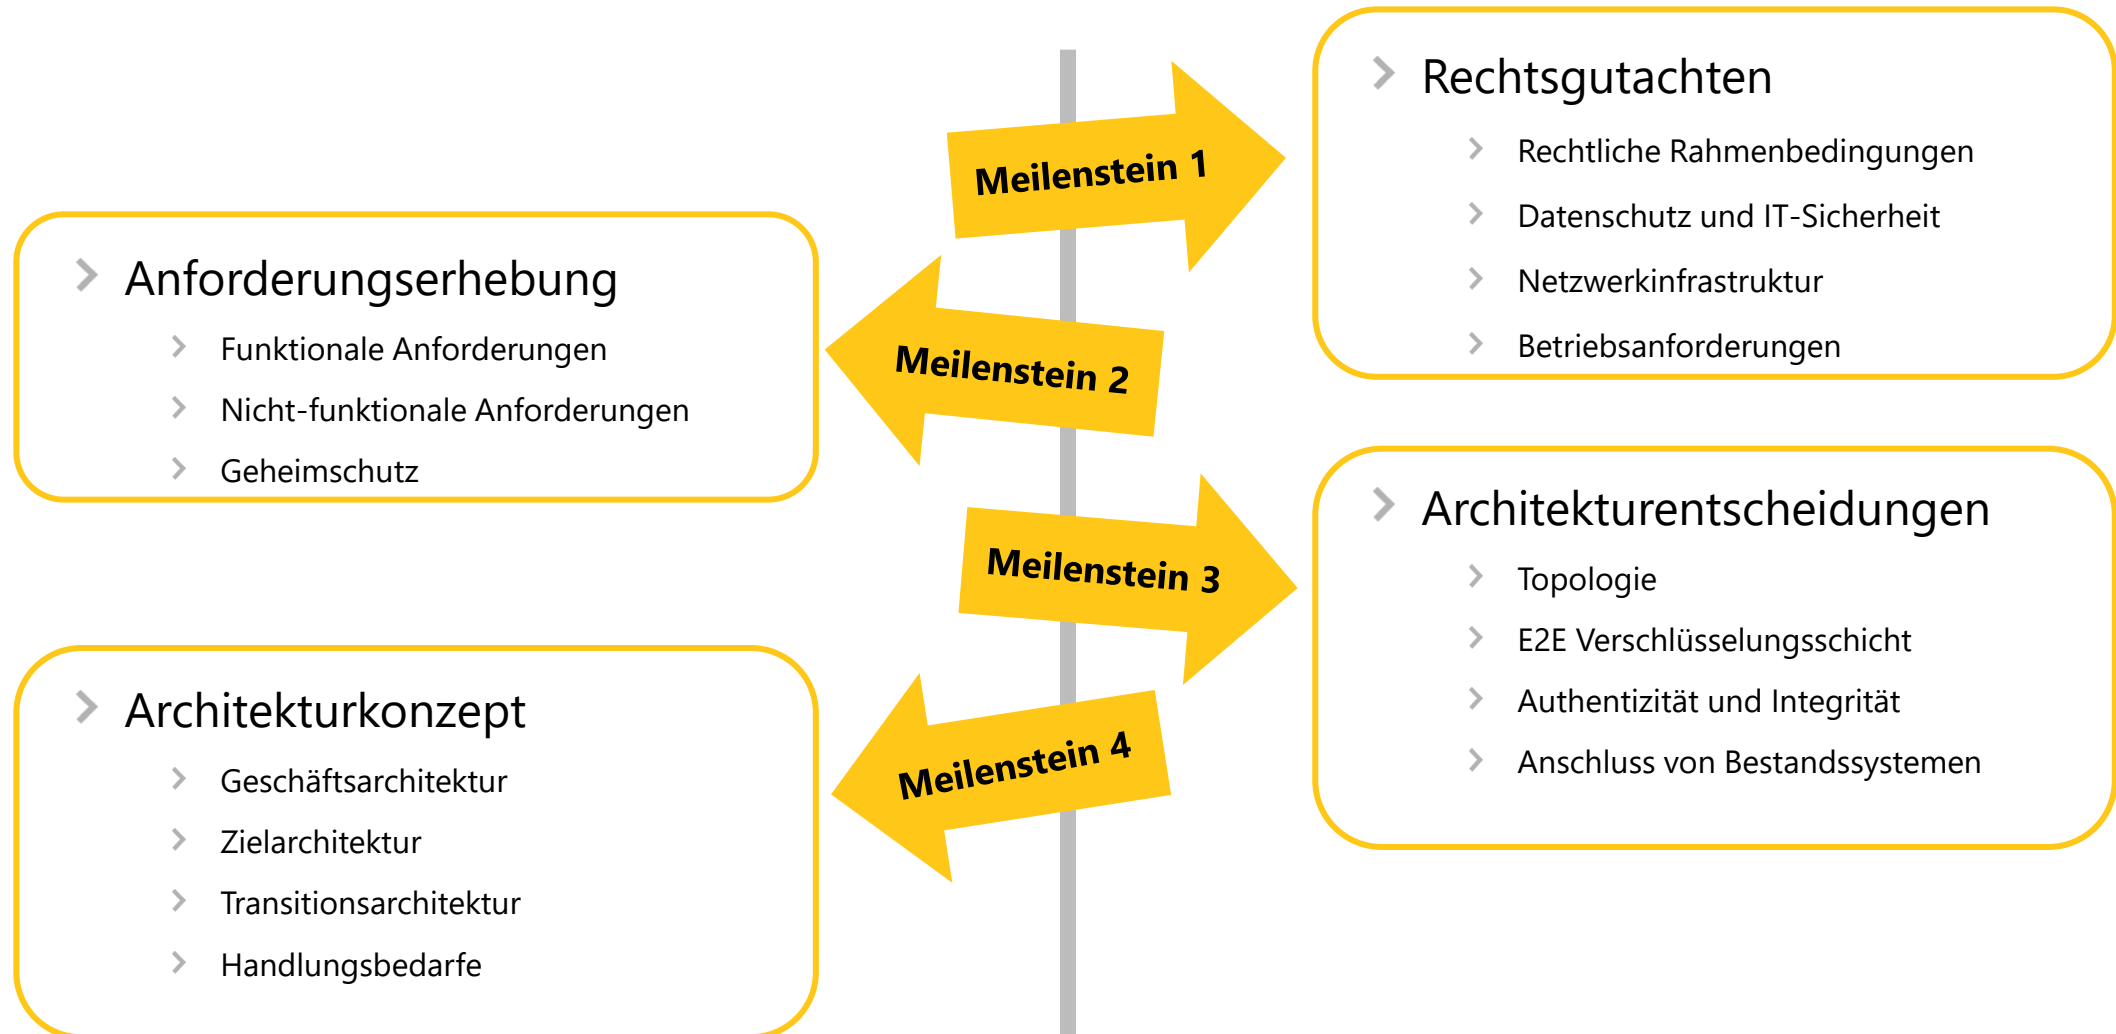 Meilenstein 1
Rechtsgutachten
Rechtliche Rahmenbedingungen
Datenschutz und IT-Sicherheit
Netzwerkinfrastruktur
Betriebsanforderungen
Meilenstein 2
Anforderungserhebung
Funktionale Anforderungen
Nicht-funktionale Anforderungen
Geheimschutz
Meilenstein 3
Architekturentscheidungen
Topologie
E2E Verschlüsselungsschicht
Authentizität und Integrität
Anschluss von Bestandssystemen
Meilenstein 4
Architekturkonzept
Geschäftsarchitektur
Zielarchitektur
Transitionsarchitektur
Handlungsbedarfe